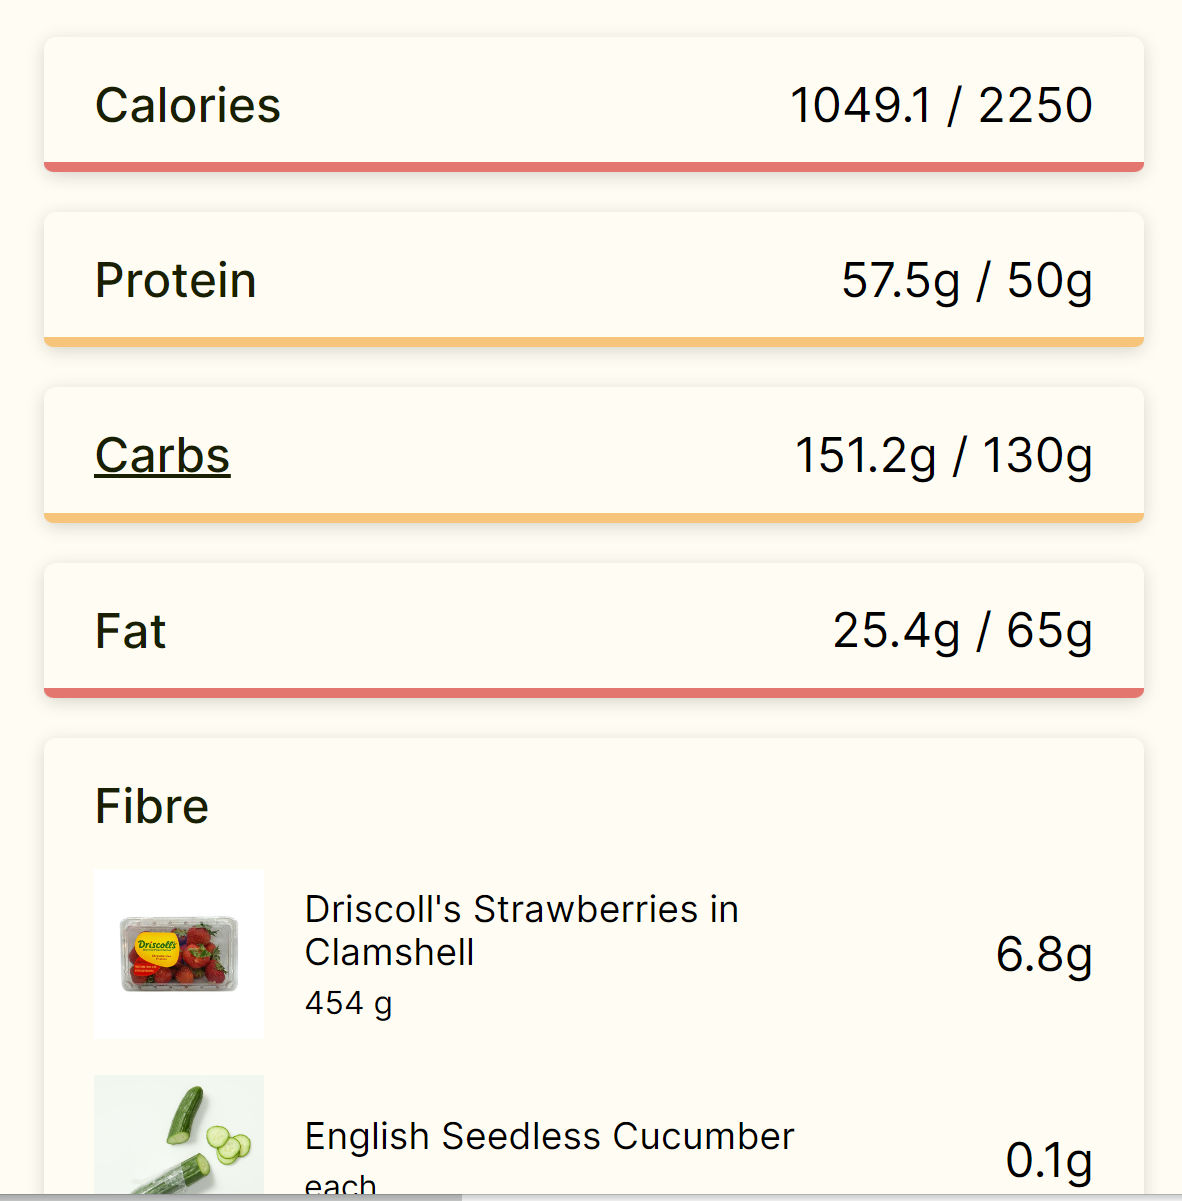 Calories 1049.1 / 2250
Protein 57.5g / 50g
Carbs 151.2g / 130g
Fat 25.4g / 65g
Fibre
Driscoll's
Driscoll's Strawberries in
Clamshell
454 g
6.8g
English Seedless Cucumber
each
0.1g